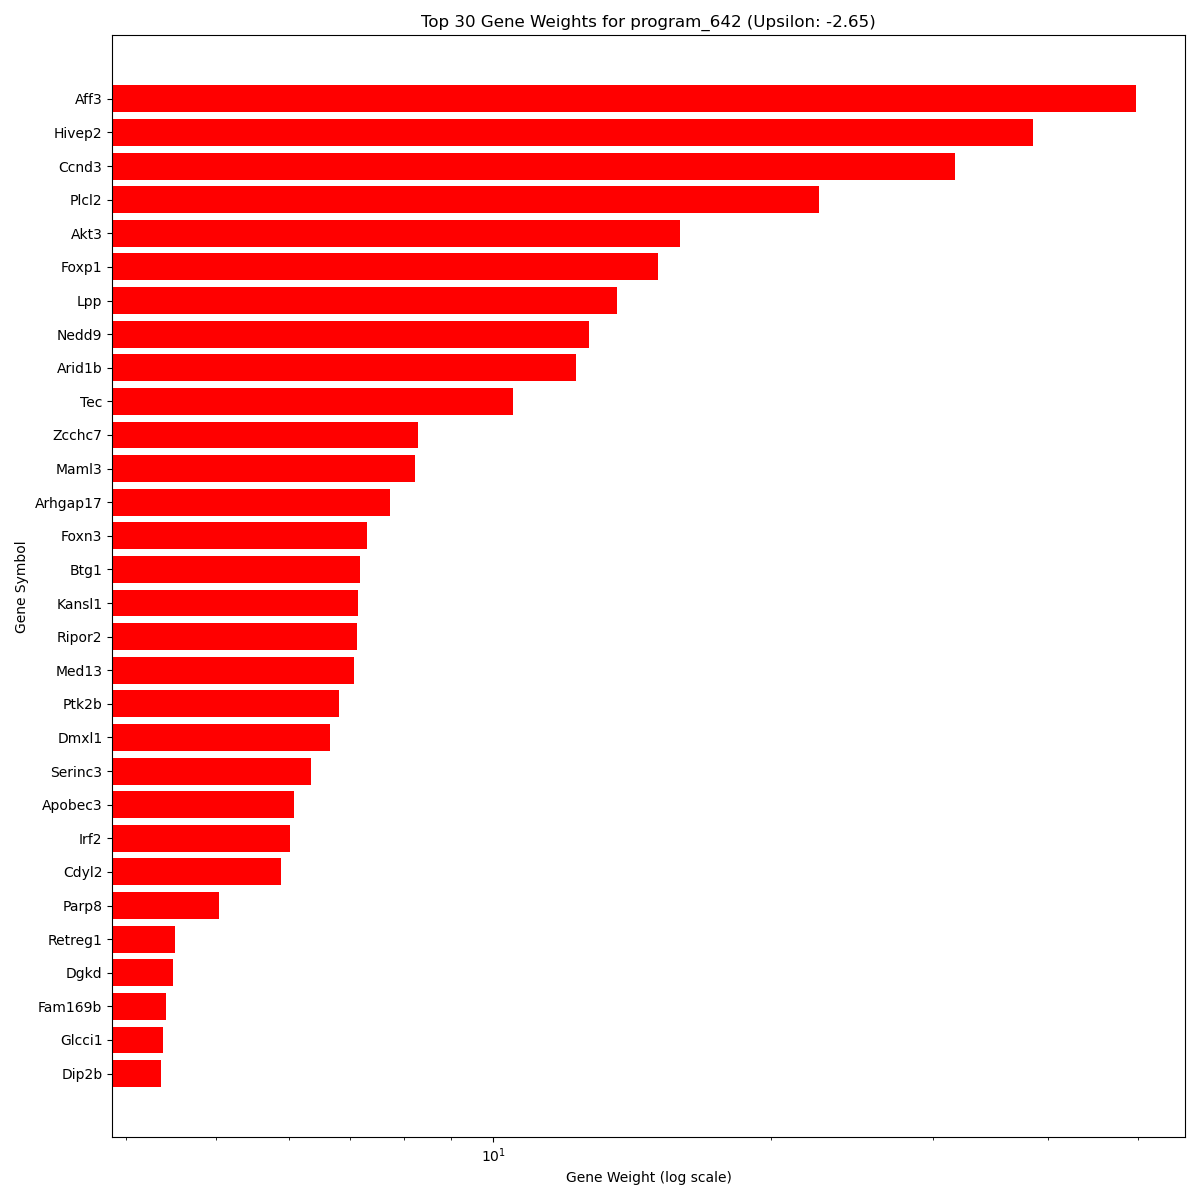 Top 30 Gene Weights for program_642 (Upsilon: -2.65)
Aff3
Hivep2
Ccnd3
Plcl2
Akt3
Foxp1
Lpp
Nedd9
Arid1b
Tec
Zcchc7
Maml3
Arhgap17
Foxn3
Btg1
Kansl1
Ripor2
Med13
Ptk2b
Dmxl1
Serinc3
Apobec3
Irf2
Cdyl2
Parp8
Retreg1
Dgkd
Fam169b
Glcci1
Dip2b
Gene Symbol
10¹
Gene Weight (log scale)